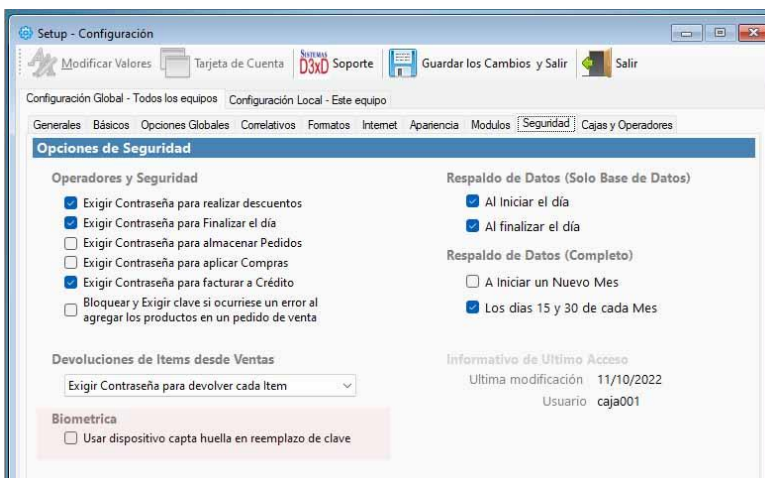 Setup - Configuración
Modificar Valores Tarjeta de Cuenta SISTEMAS D3xD Soporte Guardar los Cambios y Salir Salir
Configuración Global - Todos los equipos Configuración Local - Este equipo
Generales Básicos Opciones Globales Correlativos Formatos Internet Apariencia Modulos Seguridad Cajas y Operadores
Opciones de Seguridad
Operadores y Seguridad
Exigir Contraseña para realizar descuentos
Exigir Contraseña para Finalizar el día
Exigir Contraseña para almacenar Pedidos
Exigir Contraseña para aplicar Compras
Exigir Contraseña para facturar a Crédito
Bloquear y Exigir clave si ocurriese un error al
agregar los productos en un pedido de venta
Devoluciones de Items desde Ventas
Exigir Contraseña para devolver cada Item
Biometrica
Usar dispositivo capta huella en reemplazo de clave
Respaldo de Datos (Solo Base de Datos)
Al Iniciar el día
Al finalizar el día
Respaldo de Datos (Completo)
A Iniciar un Nuevo Mes
Los dias 15 y 30 de cada Mes
Informativo de Ultimo Acceso
Ultima modificación 11/10/2022
Usuario caja001